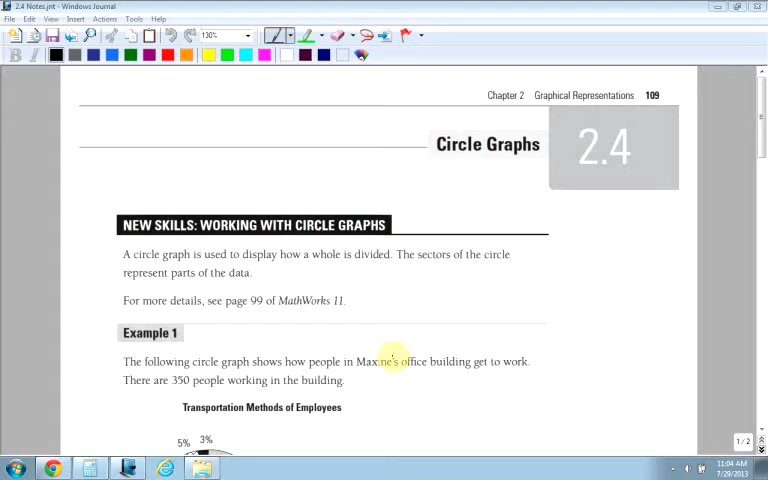 2.4 Notes.jnt - Windows Journal
File Edit View Insert Actions Tools Help
130%
B I
Chapter 2 Graphical Representations 109
Circle Graphs 2.4
NEW SKILLS: WORKING WITH CIRCLE GRAPHS
A circle graph is used to display how a whole is divided. The sectors of the circle
represent parts of the data.
For more details, see page 99 of MathWorks 11.
Example 1
The following circle graph shows how people in Maxine's office building get to work.
There are 350 people working in the building.
Transportation Methods of Employees
5% 3%
1 / 2
11:04 AM
7/29/2013